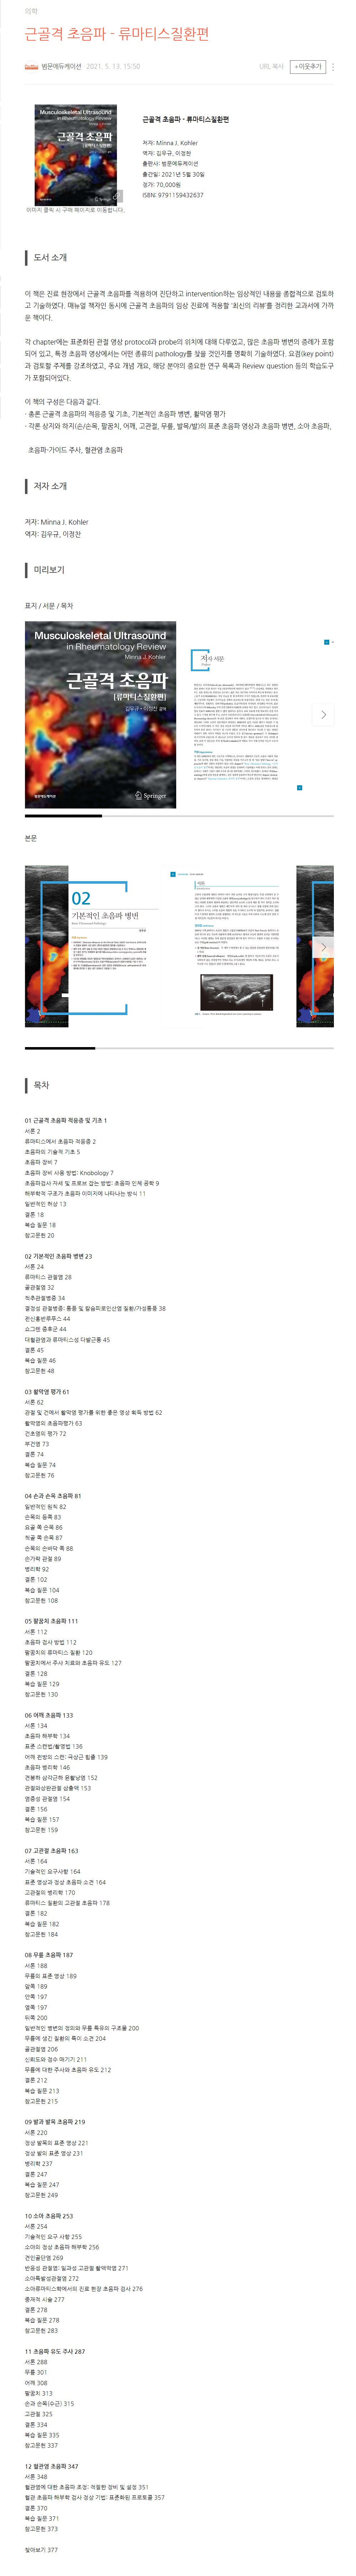 의학
근골격 초음파 - 류마티스질환편
범문에듀케이션 2021. 5. 13. 15:50
URL 복사 +이웃추가
Musculoskeletal Ultrasound
in Rheumatology Review
근골격 초음파
[류마티스질환편]
Springer
이미지 클릭 시 구매 페이지로 이동합니다.
근골격 초음파 - 류마티스질환편
저자: Minna J. Kohler
역자: 김우규, 이정찬
출판사: 범문에듀케이션
출간일: 2021년 5월 30일
정가: 70,000원
ISBN: 9791159432637
도서 소개
이 책은 진료 현장에서 근골격 초음파를 적용하여 진단하고 intervention하는 임상적인 내용을 종합적으로 검토하
고 기술하였다. 매뉴얼 책자인 동시에 근골격 초음파의 임상 진료에 적용할 '최신의 리뷰'를 정리한 교과서에 가까
운 책이다.
각 chapter에는 표준화된 관절 영상 protocol과 probe의 위치에 대해 다루었고, 많은 초음파 병변의 증례가 포함
되어 있고, 특정 초음파 영상에서는 어떤 종류의 pathology를 찾을 것인지를 명확히 기술하였다. 요점(key point)
과 검토할 주제를 강조하였고, 주요 개념 개요, 해당 분야의 중요한 연구 목록과 Review question 등의 학습도구
가 포함되어있다.
이 책의 구성은 다음과 같다.
· 총론 근골격 초음파의 적응증 및 기초, 기본적인 초음파 병변, 활막염 평가
· 각론 상지와 하지(손/손목, 팔꿈치, 어깨, 고관절, 무릎, 발목/발)의 표준 초음파 영상과 초음파 병변, 소아 초음파,
초음파-가이드 주사, 혈관염 초음파
저자 소개
저자: Minna J. Kohler
역자: 김우규, 이정찬
미리보기
표지 / 서문 / 목차
Musculoskeletal Ultrasound
in Rheumatology Review
Minna J. Kohler
근골격 초음파
[류마티스질환편]
김우규 · 이정찬 공역
범문에듀케이션
Springer
저자 서문
본문
02
기본적인 초음파 병변
서론
목차
01 근골격 초음파 적응증 및 기초 1
서론 2
류마티스에서 초음파 적응증 2
초음파의 기술적 기초 5
초음파 장비 7
초음파 장비 사용 방법: Knobology 7
초음파검사 자세 및 프로브 잡는 방법: 초음파 인체 공학 9
해부학적 구조가 초음파 이미지에 나타나는 방식 11
일반적인 허상 13
결론 18
복습 질문 18
참고문헌 20
02 기본적인 초음파 병변 23
서론 24
류마티스 관절염 28
골관절염 32
척추관절병증 34
결정성 관절병증: 통풍 및 칼슘피로인산염 질환/가성통풍 38
전신홍반루푸스 44
쇼그렌 증후군 44
대혈관염과 류마티스성 다발근통 45
결론 45
복습 질문 46
참고문헌 48
03 활막염 평가 61
서론 62
관절 및 건에서 활막염 평가를 위한 좋은 영상 획득 방법 62
활막염의 초음파평가 63
건초염의 평가 72
부건염 73
결론 74
복습 질문 74
참고문헌 76
04 손과 손목 초음파 81
일반적인 원칙 82
손목의 등쪽 83
요골 쪽 손목 86
척골 쪽 손목 87
손목의 손바닥 쪽 88
손가락 관절 89
병리학 92
결론 102
복습 질문 104
참고문헌 108
05 팔꿈치 초음파 111
서론 112
초음파 검사 방법 112
팔꿈치의 류마티스 질환 120
팔꿈치에서 주사 치료와 초음파 유도 127
결론 128
복습 질문 129
참고문헌 130
06 어깨 초음파 133
서론 134
초음파 해부학 134
표준 스캔법/촬영법 136
어깨 전방의 스캔: 극상근 힘줄 139
초음파 병리학 146
견봉하 삼각근하 윤활낭염 152
관절와상완관절 삼출액 153
염증성 관절염 154
결론 156
복습 질문 157
참고문헌 159
07 고관절 초음파 163
서론 164
기술적인 요구사항 164
표준 영상과 정상 초음파 소견 164
고관절의 병리학 170
류마티스 질환의 고관절 초음파 178
결론 182
복습 질문 182
참고문헌 184
08 무릎 초음파 187
서론 188
무릎의 표준 영상 189
앞쪽 189
안쪽 197
옆쪽 197
뒤쪽 200
일반적인 병변의 정의와 무릎 특유의 구조물 200
무릎에 생긴 질환의 특이 소견 204
골관절염 206
신뢰도와 점수 매기기 211
무릎에 대한 주사와 초음파 유도 212
결론 212
복습 질문 213
참고문헌 215
09 발과 발목 초음파 219
서론 220
정상 발목의 표준 영상 221
정상 발의 표준 영상 231
병리학 237
결론 247
복습 질문 247
참고문헌 249
10 소아 초음파 253
서론 254
기술적인 요구 사항 255
소아의 정상 초음파 해부학 256
견인골단염 269
반응성 관절염: 일과성 고관절 활액막염 271
소아특발성관절염 272
소아류마티스학에서의 진료 현장 초음파 검사 276
중재적 시술 277
결론 278
복습 질문 278
참고문헌 283
11 초음파 유도 주사 287
서론 288
무릎 301
어깨 308
팔꿈치 313
손과 손목(수근) 315
고관절 325
결론 334
복습 질문 335
참고문헌 337
12 혈관염 초음파 347
서론 348
혈관염에 대한 초음파 조정: 적절한 장비 및 설정 351
혈관 초음파 해부학 검사 정상 기법: 표준화된 프로토콜 357
결론 370
복습 질문 371
참고문헌 373
찾아보기 377